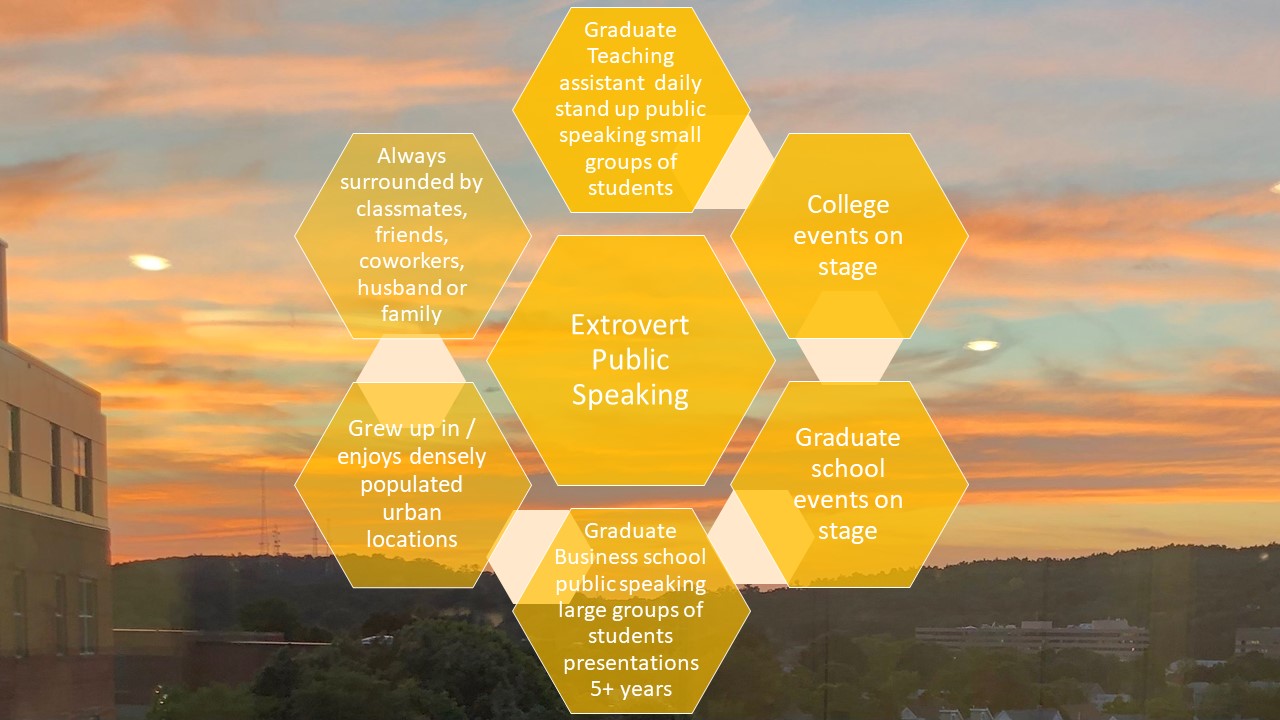 Graduate
Teaching
assistant daily
stand up public
speaking small
groups of
students
College
events on
stage
Graduate
school
events on
stage
Graduate
Business school
public speaking
large groups of
students
presentations
5+ years
Grew up in /
enjoys densely
populated
urban
locations
Always
surrounded by
classmates,
friends,
coworkers,
husband or
family
Extrovert
Public
Speaking